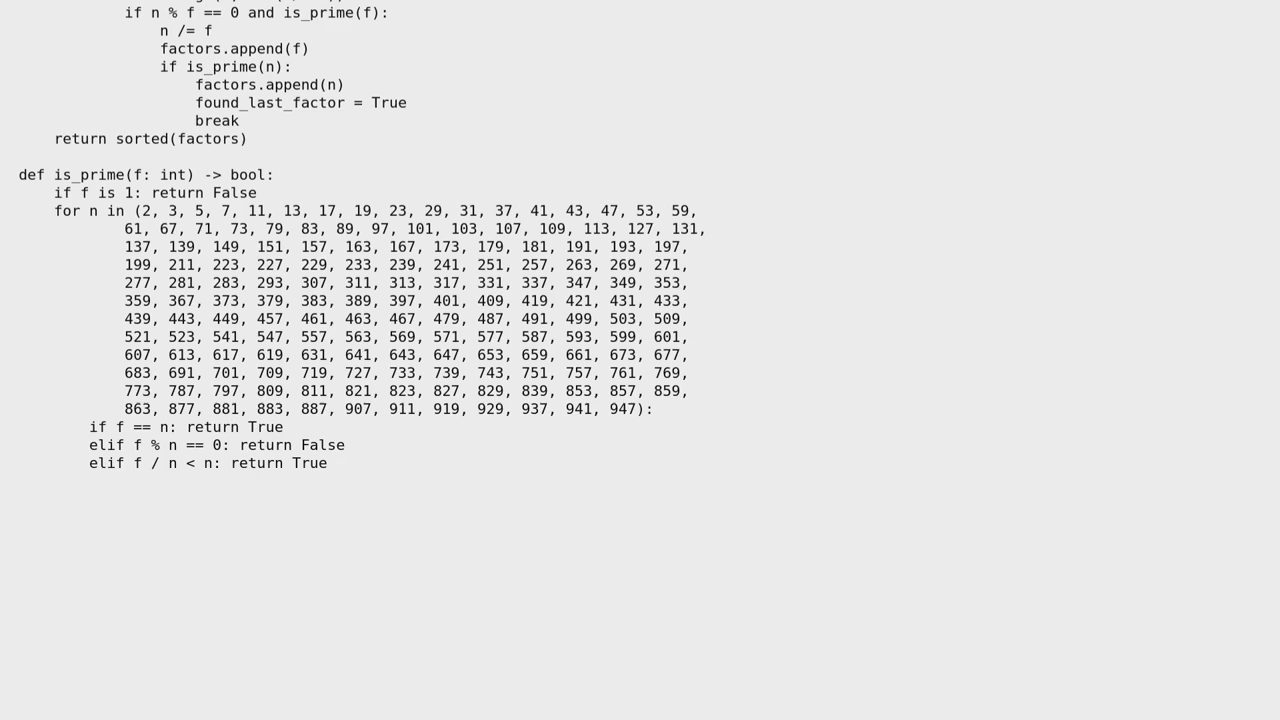 if n % f == 0 and is_prime(f):
n /= f
factors.append(f)
if is_prime(n):
factors.append(n)
found_last_factor = True
break
return sorted(factors)
def is_prime(f: int) -> bool:
if f is 1: return False
for n in (2, 3, 5, 7, 11, 13, 17, 19, 23, 29, 31, 37, 41, 43, 47, 53, 59,
61, 67, 71, 73, 79, 83, 89, 97, 101, 103, 107, 109, 113, 127, 131,
137, 139, 149, 151, 157, 163, 167, 173, 179, 181, 191, 193, 197,
199, 211, 223, 227, 229, 233, 239, 241, 251, 257, 263, 269, 271,
277, 281, 283, 293, 307, 311, 313, 317, 331, 337, 347, 349, 353,
359, 367, 373, 379, 383, 389, 397, 401, 409, 419, 421, 431, 433,
439, 443, 449, 457, 461, 463, 467, 479, 487, 491, 499, 503, 509,
521, 523, 541, 547, 557, 563, 569, 571, 577, 587, 593, 599, 601,
607, 613, 617, 619, 631, 641, 643, 647, 653, 659, 661, 673, 677,
683, 691, 701, 709, 719, 727, 733, 739, 743, 751, 757, 761, 769,
773, 787, 797, 809, 811, 821, 823, 827, 829, 839, 853, 857, 859,
863, 877, 881, 883, 887, 907, 911, 919, 929, 937, 941, 947):
if f == n: return True
elif f % n == 0: return False
elif f / n < n: return True